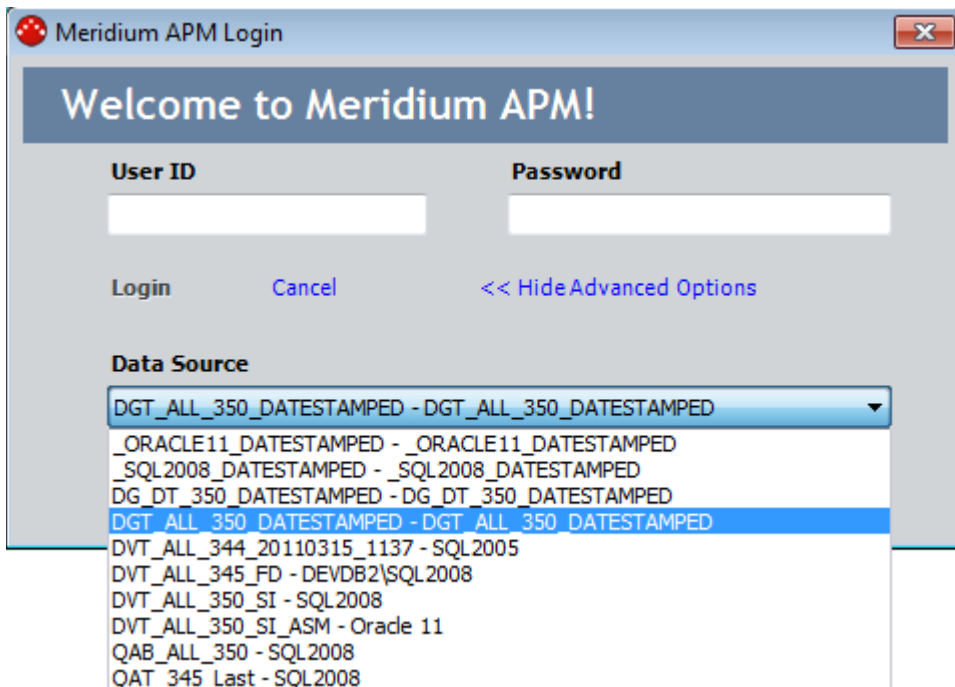 Meridium APM Login
Welcome to Meridium APM!
User ID Password
Login Cancel << Hide Advanced Options
Data Source
DGT_ALL_350_DATESTAMPED - DGT_ALL_350_DATESTAMPED
_ORACLE11_DATESTAMPED - _ORACLE11_DATESTAMPED
_SQL2008_DATESTAMPED - _SQL2008_DATESTAMPED
DG_DT_350_DATESTAMPED - DG_DT_350_DATESTAMPED
DGT_ALL_350_DATESTAMPED - DGT_ALL_350_DATESTAMPED
DVT_ALL_344_20110315_1137 - SQL2005
DVT_ALL_345_FD - DEVDB2\SQL2008
DVT_ALL_350_SI - SQL2008
DVT_ALL_350_SI_ASM - Oracle 11
QAB_ALL_350 - SQL2008
QAT_345_Last - SQL2008